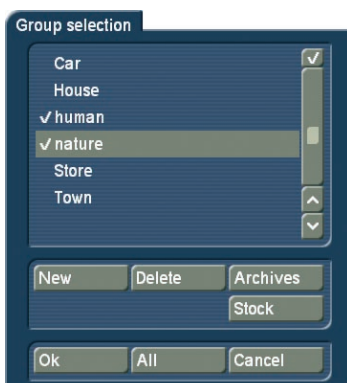 Group selection
Car
House
✓ human
✓ nature
Store
Town
New Delete Archives
Stock
Ok All Cancel